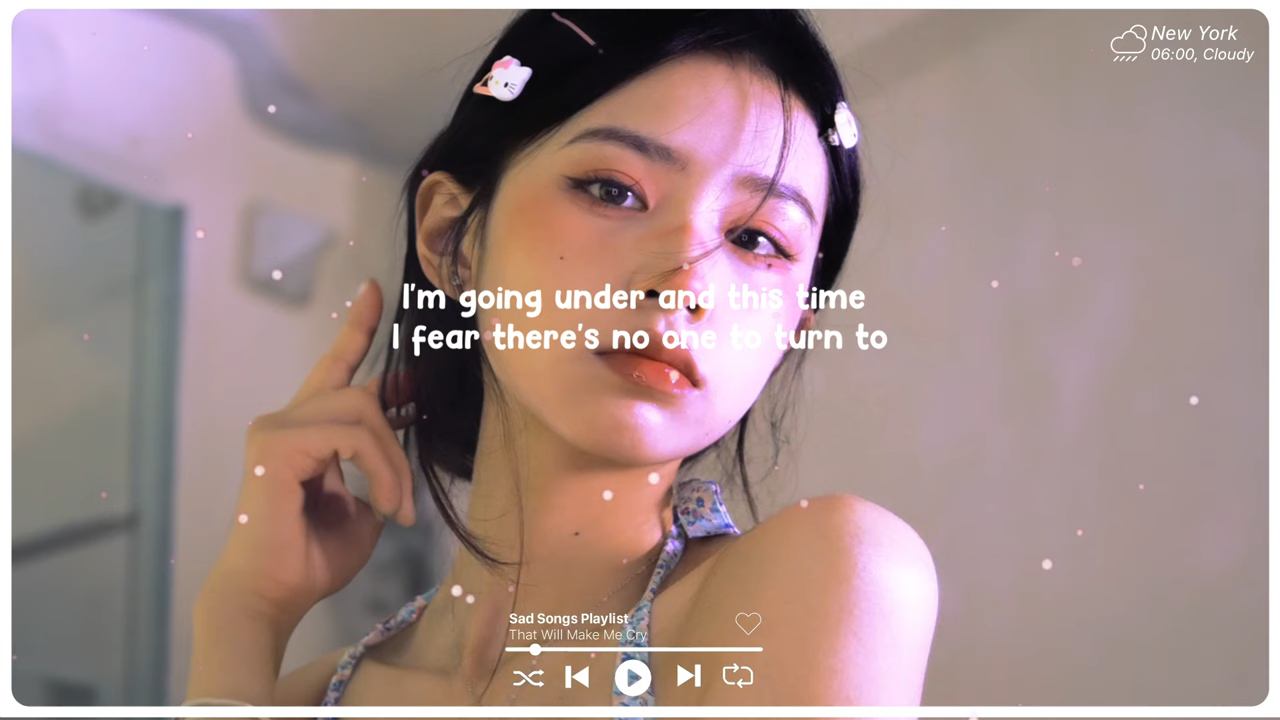 New York
06:00, Cloudy
I'm going under and this time
I fear there's no one to turn to
Sad Songs Playlist
That Will Make Me Cry